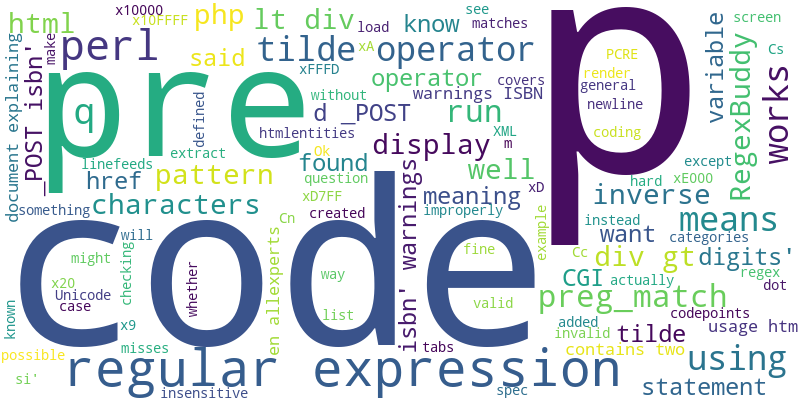 x10000
x10FFFF
php
lt div
know
load
see
matches
variable
screen
html
perl
said
tilde
operator
xA
xFFFD
covers
Cs
PCRE
render
general
newline
coding
RegexBuddy
works
p
document explaining
_POST isbn'
make
pre
q
defined
operator
without
warnings ISBN
d _POST
run
htmlentities
XML
m
display
Ok
linefeeds
extract
found
question
well
xD7FF
href
pattern
meaning
xD
hard
except
xE000
inverse
something
characters
Cn
created
improperly
instead
categories
means
known
might
will
checking
whether
en allexperts
isbn' warnings
fine
example
want
Cc
div gt
digits'
x20
Unicode
case
x9
code
way
list
valid
CGI
actually
regex
dot
preg_match
codepoints
added
invalid
tilde
usage htm
possible
misses
tabs
contains two
using
si'
regular expression
insensitive
spec
statement